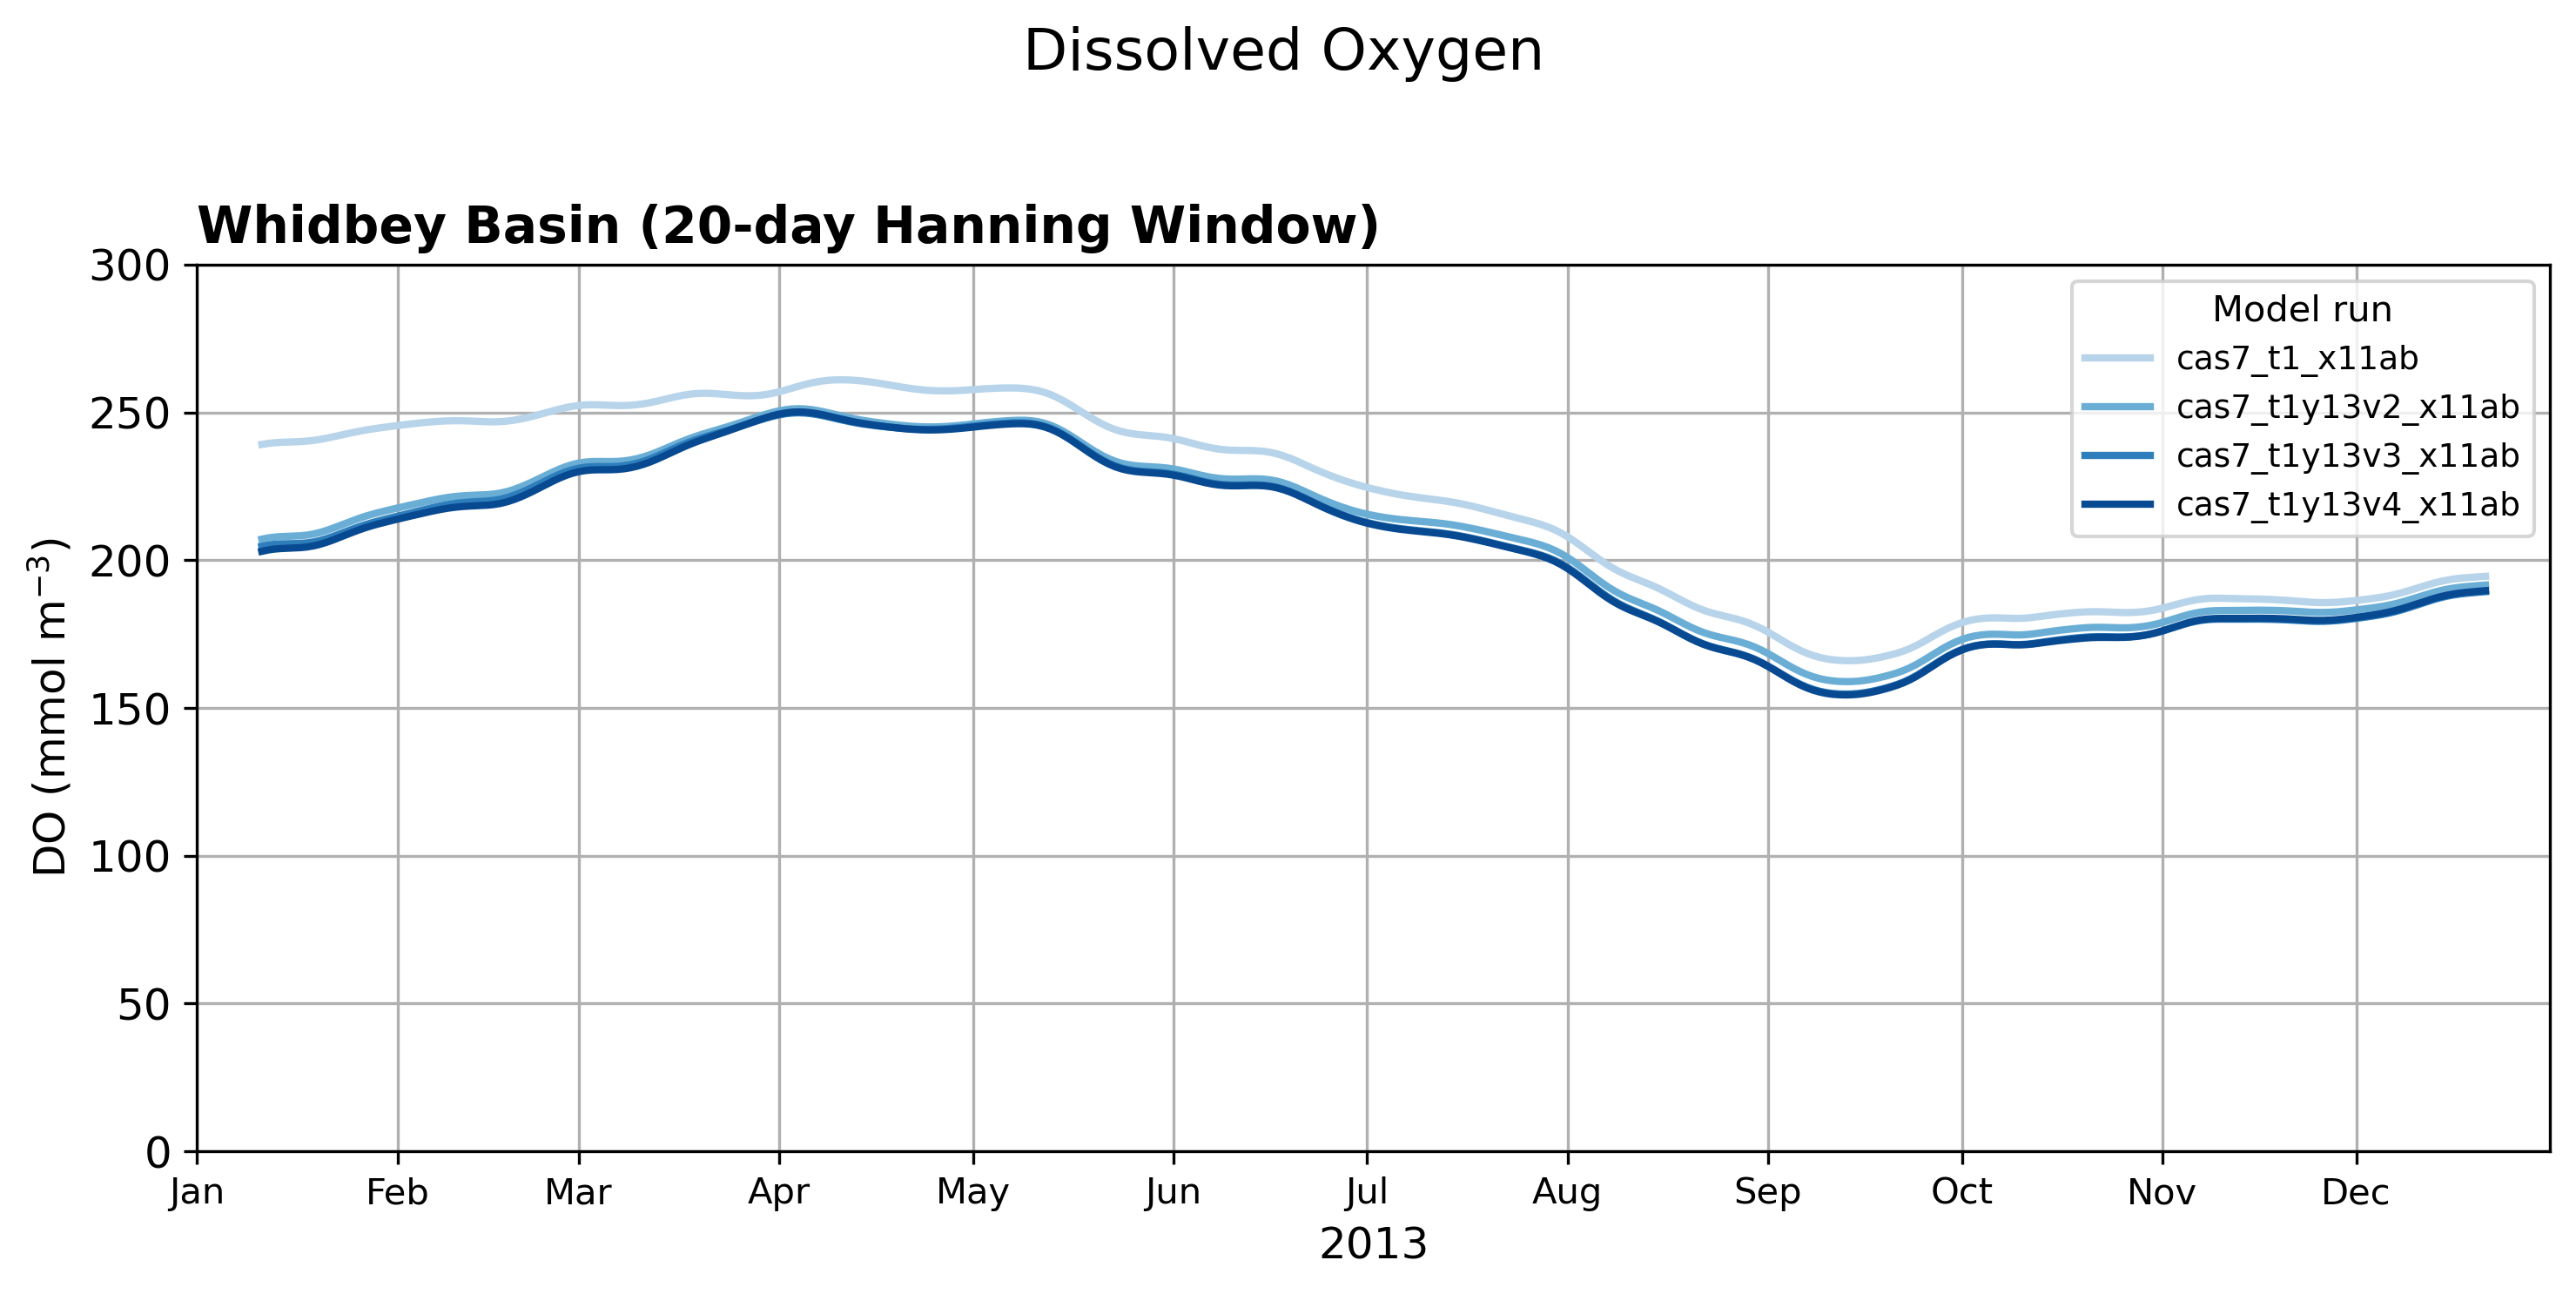 Dissolved Oxygen
Whidbey Basin (20-day Hanning Window)
300
250
200
150
100
50
0
DO (mmol m⁻³)
Model run
cas7_t1_x11ab
cas7_t1y13v2_x11ab
cas7_t1y13v3_x11ab
cas7_t1y13v4_x11ab
Jan Feb Mar Apr May Jun Jul Aug Sep Oct Nov Dec
2013